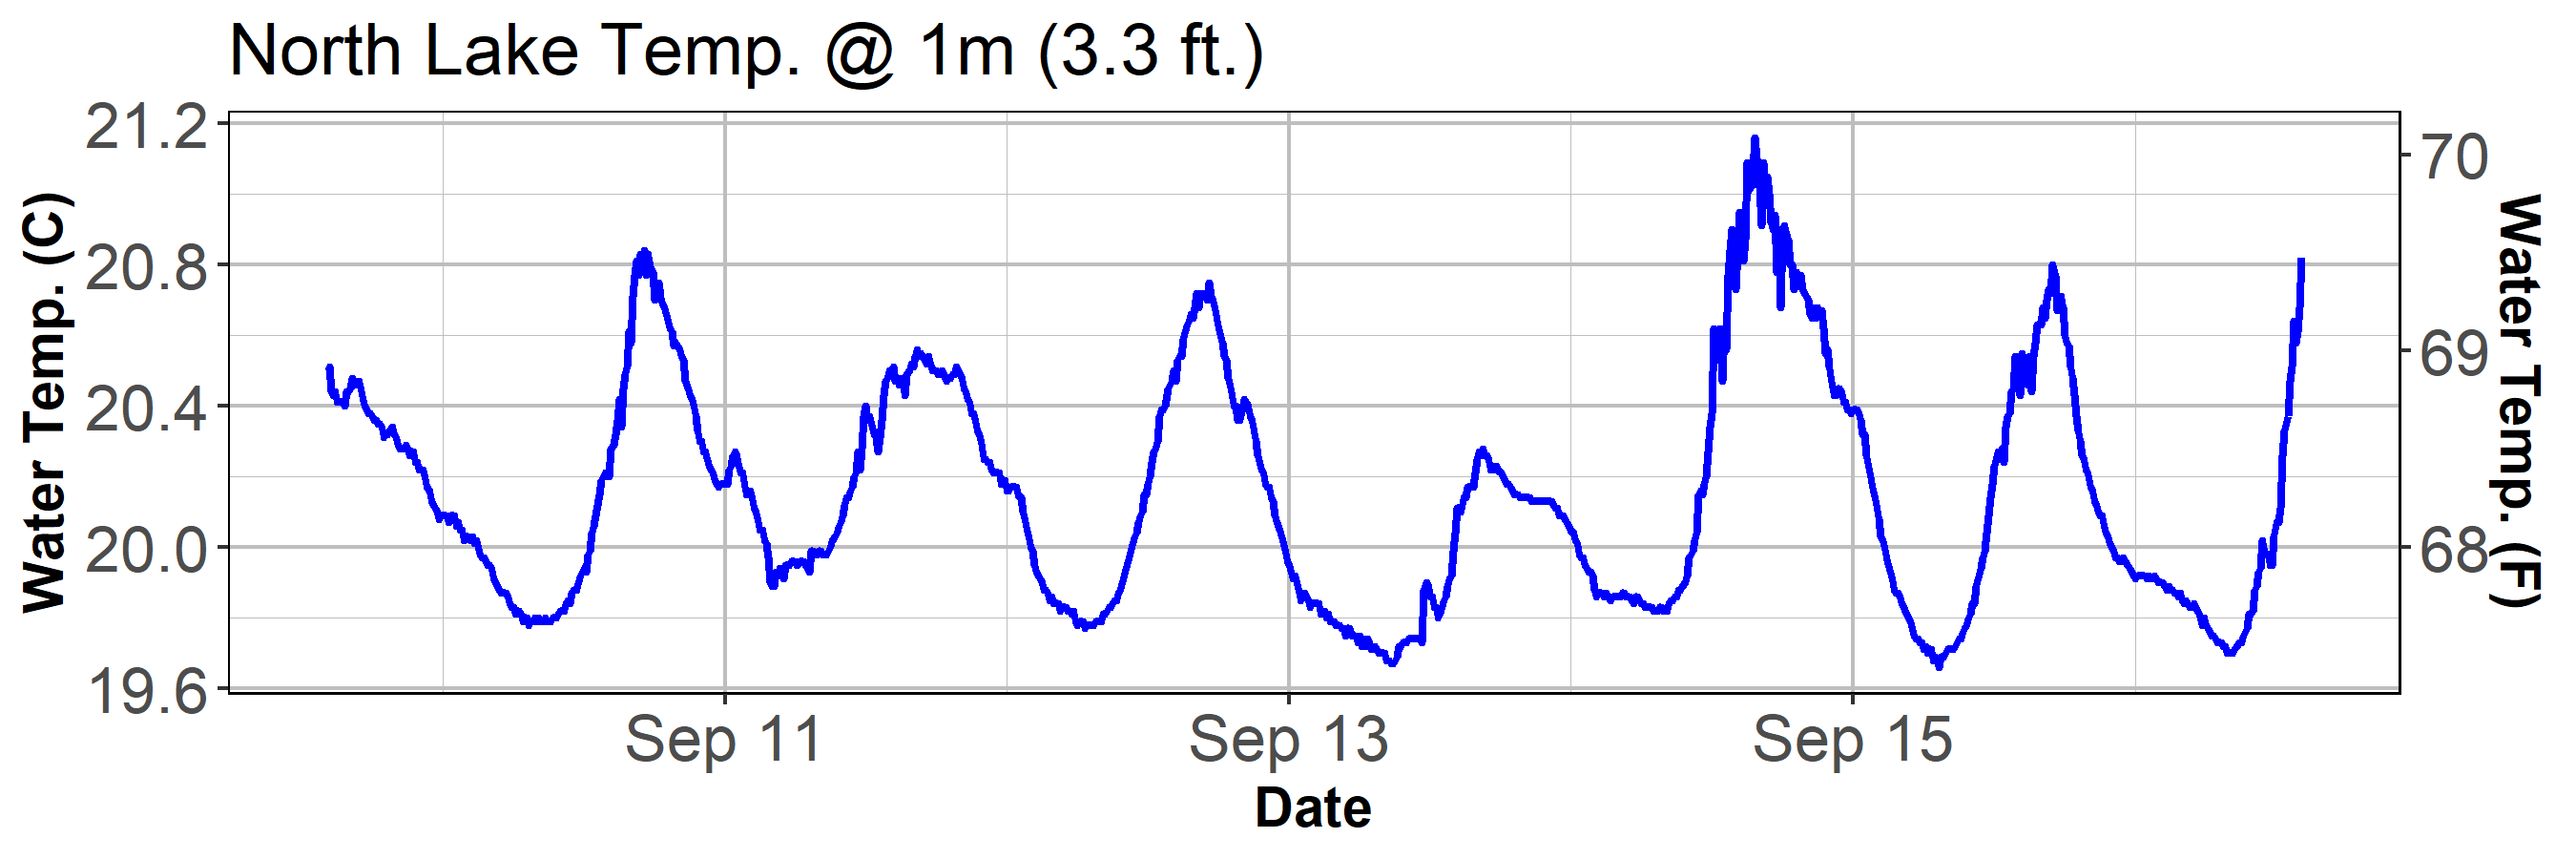 North Lake Temp. @ 1m (3.3 ft.)
Water Temp. (C)
21.2
20.8
20.4
20.0
19.6
70
69
68
Water Temp. (F)
Sep 11
Sep 13
Sep 15
Date